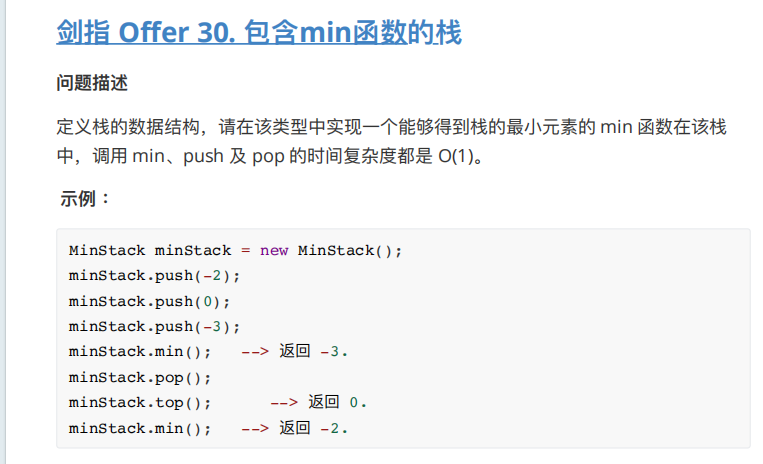 剑指 Offer 30. 包含min函数的栈
问题描述
定义栈的数据结构，请在该类型中实现一个能够得到栈的最小元素的 min 函数在该栈
中，调用 min、push 及 pop 的时间复杂度都是 O(1)。
示例：
MinStack minStack = new MinStack();
minStack.push(-2);
minStack.push(0);
minStack.push(-3);
minStack.min();   --> 返回 -3.
minStack.pop();
minStack.top();      --> 返回 0.
minStack.min();   --> 返回 -2.